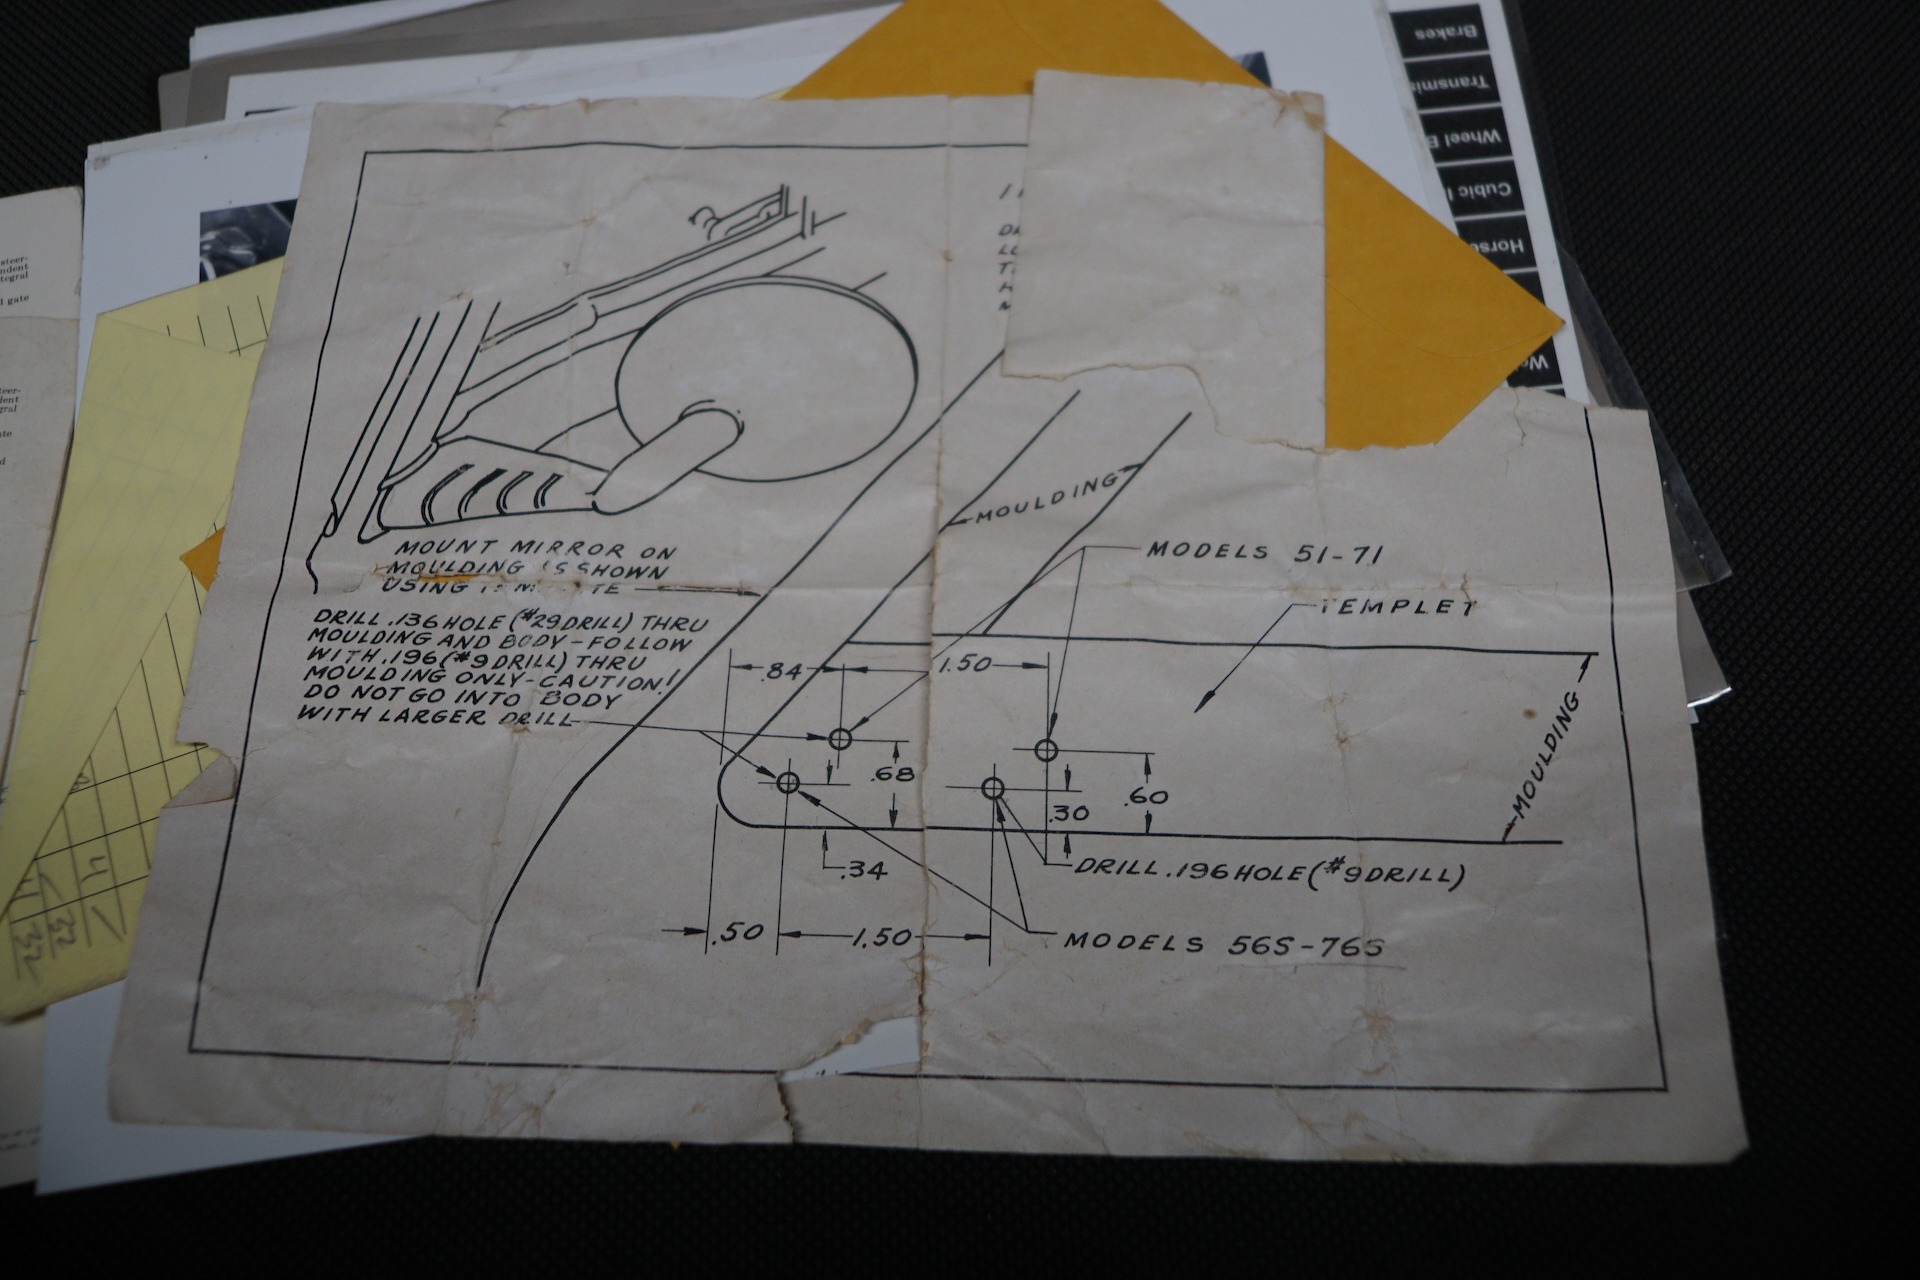 MOUNT MIRROR ON
MOULDING SHOWN
USING
DRILL .136 HOLE (#29 DRILL) THRU
MOULDING AND BODY - FOLLOW
WITH .196 (#9 DRILL) THRU
MOULDING ONLY - CAUTION!
DO NOT GO INTO BODY
WITH LARGER DRILL
MOULDING
MODELS 51-71
TEMPLET
MOULDING
.84
1.50
.68
.30
.60
.34
DRILL .196 HOLE (#9 DRILL)
.50
1.50
MODELS 56S-76S
Brakes
Wheel
Cubic
steer-
gate